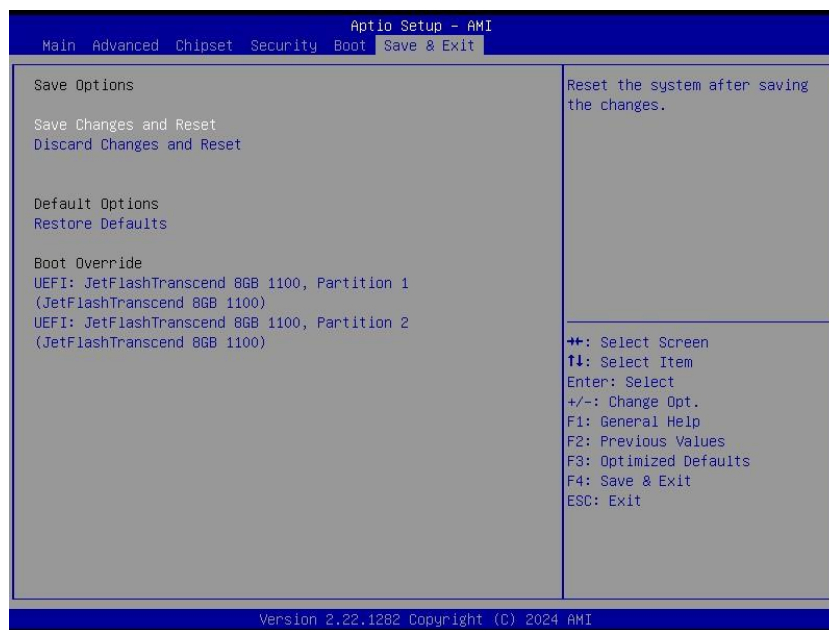 Aptio Setup - AMI
Main Advanced Chipset Security Boot Save & Exit
Save Options
Save Changes and Reset
Discard Changes and Reset
Default Options
Restore Defaults
Boot Override
UEFI: JetFlashTranscend 8GB 1100, Partition 1
(JetFlashTranscend 8GB 1100)
UEFI: JetFlashTranscend 8GB 1100, Partition 2
(JetFlashTranscend 8GB 1100)
Reset the system after saving
the changes.
→←: Select Screen
↑↓: Select Item
Enter: Select
+/-: Change Opt.
F1: General Help
F2: Previous Values
F3: Optimized Defaults
F4: Save & Exit
ESC: Exit
Version 2.22.1282 Copyright (C) 2024 AMI